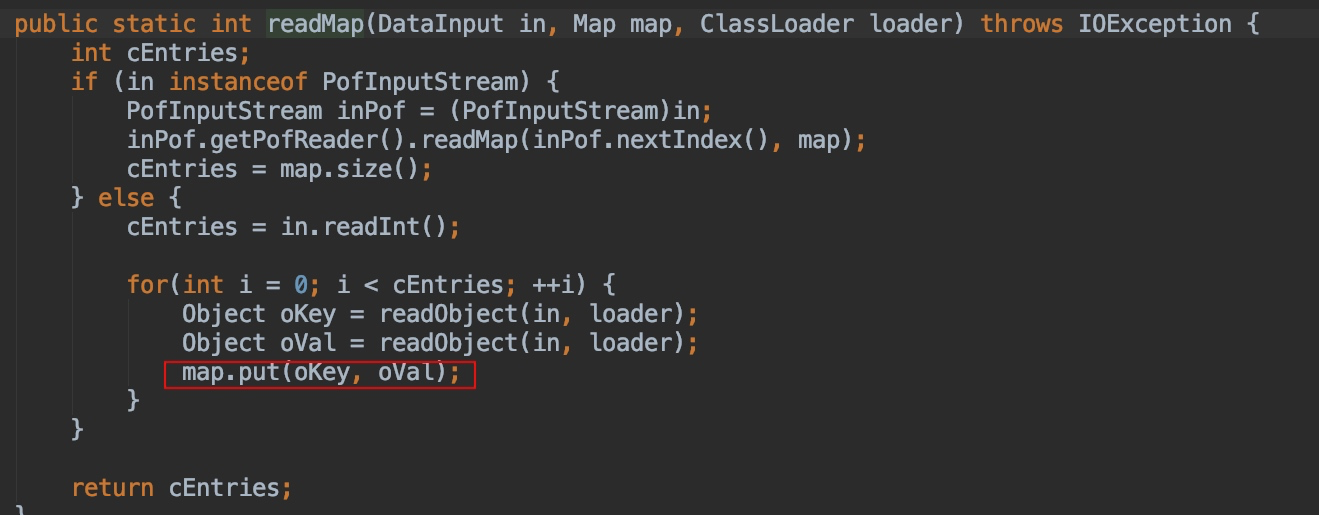 public static int readMap(DataInput in, Map map, ClassLoader loader) throws IOException {
    int cEntries;
    if (in instanceof PofInputStream) {
        PofInputStream inPof = (PofInputStream)in;
        inPof.getPofReader().readMap(inPof.nextIndex(), map);
        cEntries = map.size();
    } else {
        cEntries = in.readInt();

        for(int i = 0; i < cEntries; ++i) {
            Object oKey = readObject(in, loader);
            Object oVal = readObject(in, loader);
            map.put(oKey, oVal);
        }
    }

    return cEntries;
}